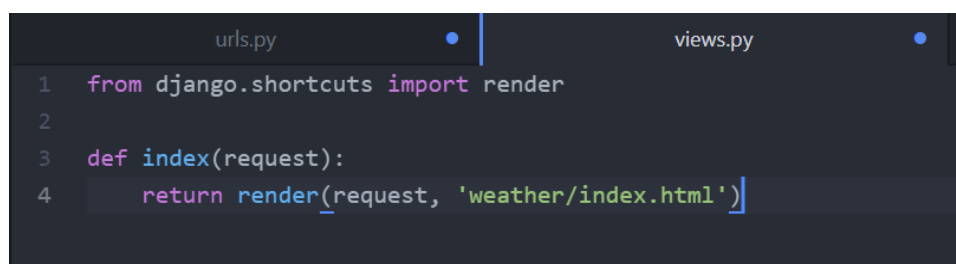 urls.py views.py
1 from django.shortcuts import render
2
3 def index(request):
4     return render(request, 'weather/index.html')